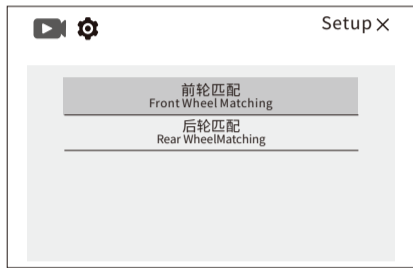 Setup ×
前轮匹配
Front Wheel Matching
后轮匹配
Rear WheelMatching